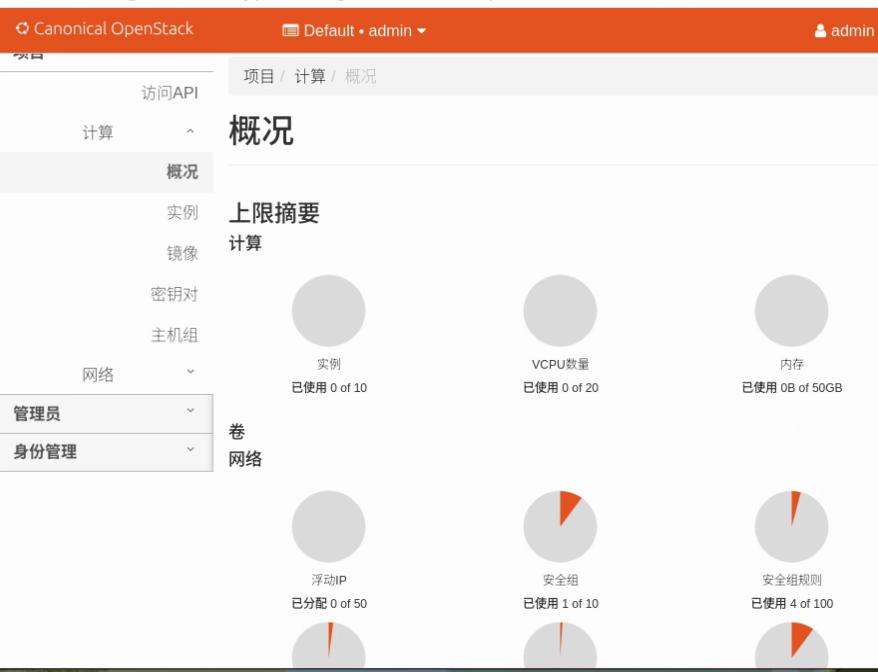 Canonical OpenStack
Default • admin
admin
项目
访问API
计算
概况
实例
镜像
密钥对
主机组
网络
管理员
身份管理
项目 / 计算 / 概况
概况
上限摘要
计算
实例
已使用 0 of 10
VCPU数量
已使用 0 of 20
内存
已使用 0B of 50GB
卷
网络
浮动IP
已分配 0 of 50
安全组
已使用 1 of 10
安全组规则
已使用 4 of 100